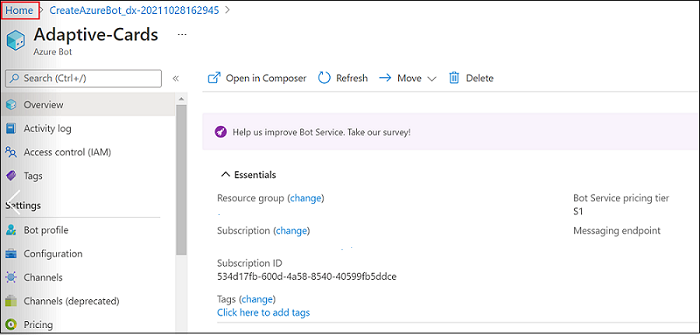 Home > CreateAzureBot_dx-20211028162945 >
Adaptive-Cards ...
Azure Bot
Search (Ctrl+/) «
Overview
Activity log
Access control (IAM)
Tags
Settings
Bot profile
Configuration
Channels
Channels (deprecated)
Pricing
Open in Composer Refresh Move Delete
Help us improve Bot Service. Take our survey!
Essentials
Resource group (change)
Subscription (change)
Subscription ID
534d17fb-600d-4a58-8540-40599fb5ddce
Tags (change)
Click here to add tags
Bot Service pricing tier
S1
Messaging endpoint